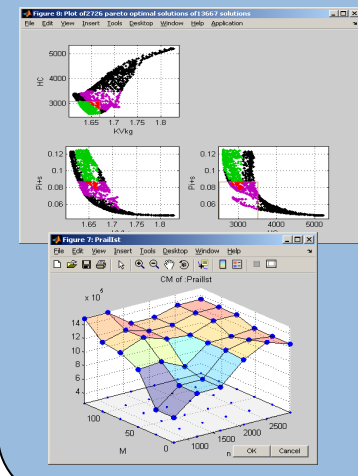 Figure 8: Plot of2726 pareto optimal solutions of13667 solutions
File Edit View Insert Tools Desktop Window Help Application
5000
4000
3000
HC
1.65 1.7 1.75 1.8
KVkg
0.12
0.1
0.08
0.06
Pi+s
1.65 1.7 1.75 1.8
0.12
0.1
0.08
0.06
Pi+s
3000 4000 5000
Figure 7: Prailist
File Edit View Insert Tools Desktop Window Help
CM of :Prailist
x 10 6
14
12
10
8
6
4
100
50
0
M
500
1000
1500
2000
2500
n
OK Cancel